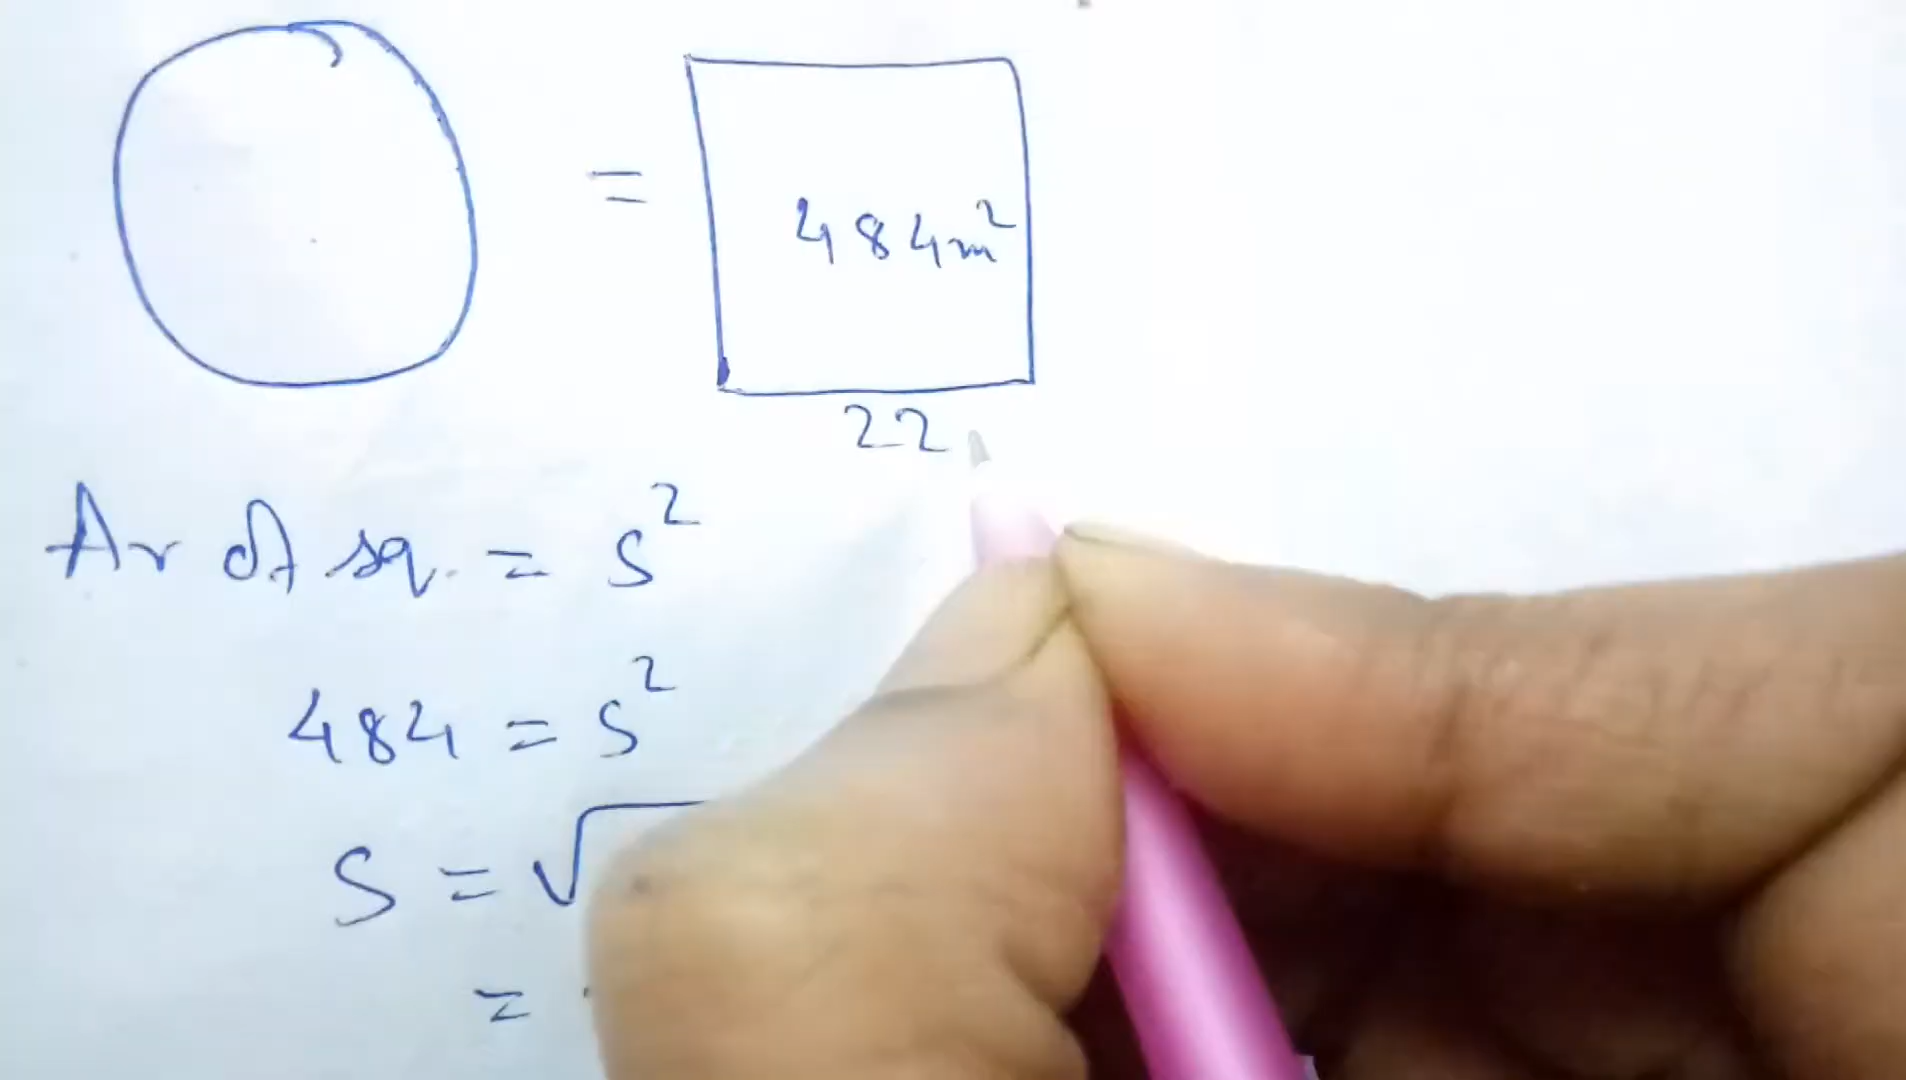 =
484m²
22
Ar of sq. = s²
484 = s²
S = √
=